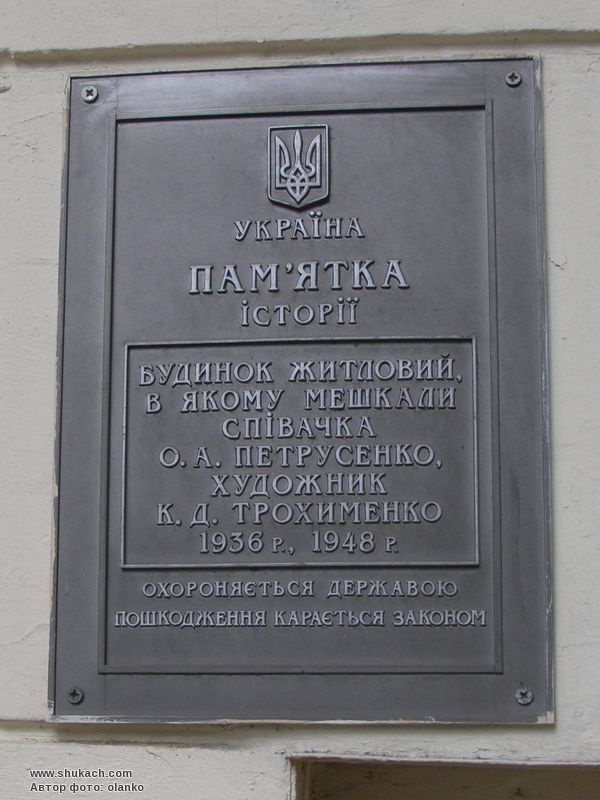 УКРАЇНА
ПАМ'ЯТКА
ІСТОРІЇ
БУДИНОК ЖИТЛОВИЙ,
В ЯКОМУ МЕШКАЛИ
СПІВАЧКА
О. А. ПЕТРУСЕНКО,
ХУДОЖНИК
К. Д. ТРОХИМЕНКО
1936 Р., 1948 Р.
ОХОРОНЯЄТЬСЯ ДЕРЖАВОЮ
ПОШКОДЖЕННЯ КАРАЄТЬСЯ ЗАКОНОМ
www.shukach.com
Автор фото: olanko